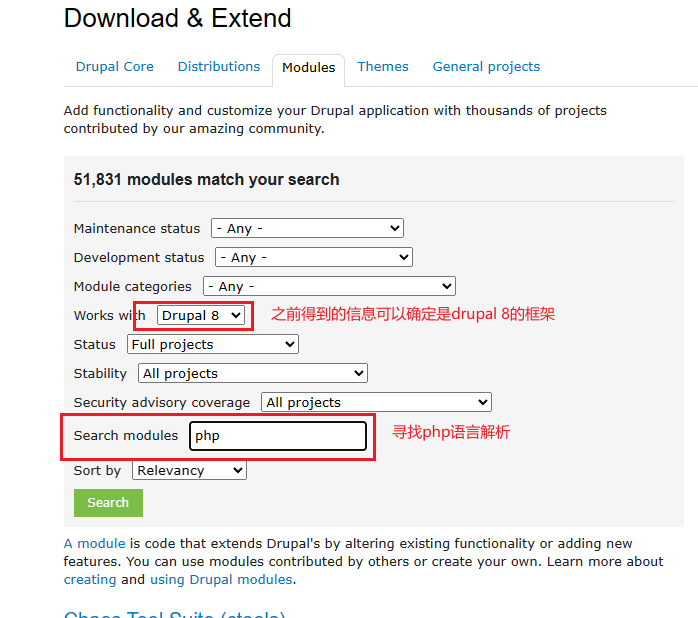 Download & Extend
Drupal Core Distributions Modules Themes General projects
Add functionality and customize your Drupal application with thousands of projects
contributed by our amazing community.
51,831 modules match your search
Maintenance status - Any -
Development status - Any -
Module categories - Any -
Works with Drupal 8 之前得到的信息可以确定是drupal 8的框架
Status Full projects
Stability All projects
Security advisory coverage All projects
Search modules php 寻找php语言解析
Sort by Relevancy
Search
A module is code that extends Drupal's by altering existing functionality or adding new
features. You can use modules contributed by others or create your own. Learn more about
creating and using Drupal modules.
Chaos Tool Suite (ctools)